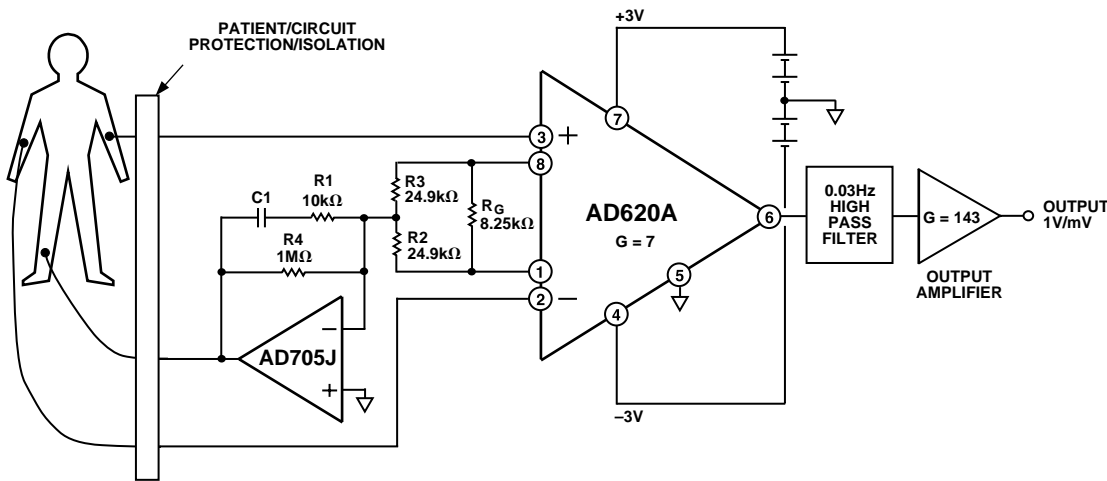 PATIENT/CIRCUIT
PROTECTION/ISOLATION
+3V
3
+
7
8
C1
R1
10kΩ
R3
24.9kΩ
RG
8.25kΩ
AD620A
G = 7
6
0.03Hz
HIGH
PASS
FILTER
G = 143
OUTPUT
1V/mV
OUTPUT
AMPLIFIER
R4
1MΩ
R2
24.9kΩ
1
5
2
–
4
AD705J
–
+
–3V